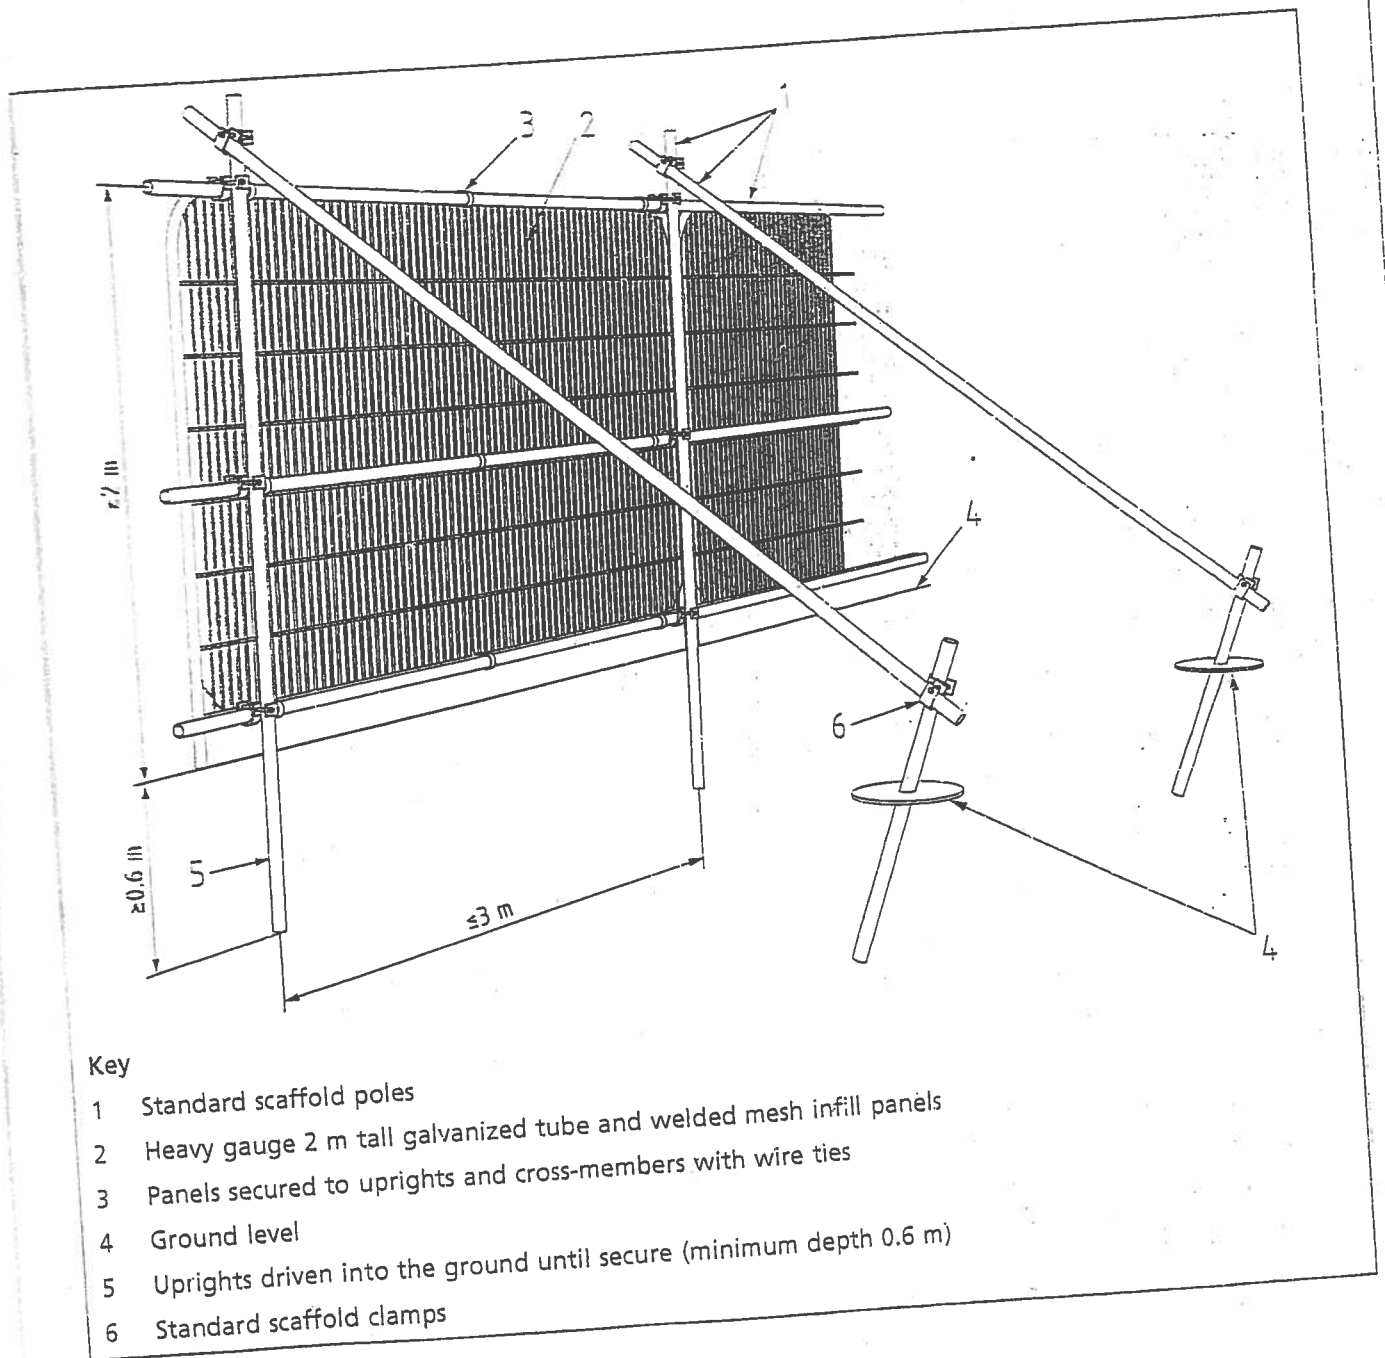 1
3 2
4
6
5
4
≥0.6 m
≤3 m
Key
1 Standard scaffold poles
2 Heavy gauge 2 m tall galvanized tube and welded mesh infill panels
3 Panels secured to uprights and cross-members with wire ties
4 Ground level
5 Uprights driven into the ground until secure (minimum depth 0.6 m)
6 Standard scaffold clamps